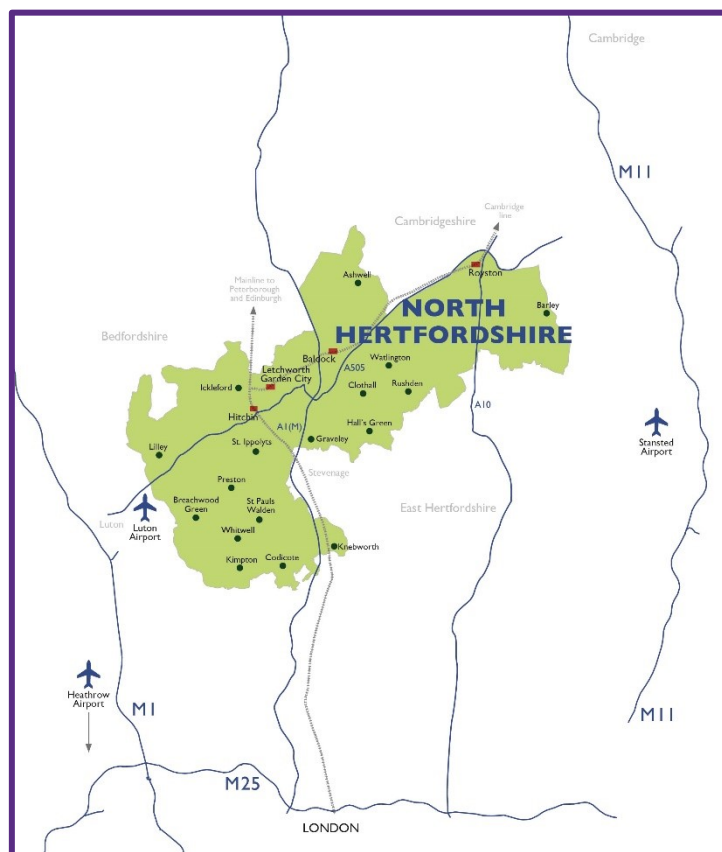 Cambridge
M11
Cambridge
line
Cambridgeshire
Royston
Ashwell
Mainline to
Peterborough
and Edinburgh
NORTH
HERTFORDSHIRE
Barley
Bedfordshire
Baldock
Watlington
Letchworth
Garden City
A505
Ickleford
Clothall
Rushden
Hitchin
A10
A1(M)
Hall's Green
Graveley
Stansted
Airport
Lilley
St. Ippolyts
Stevenage
Preston
Breachwood
Green
St Pauls
Walden
East Hertfordshire
Luton
Luton
Airport
Whitwell
Knebworth
Kimpton
Codicote
Heathrow
Airport
M1
M11
M25
LONDON